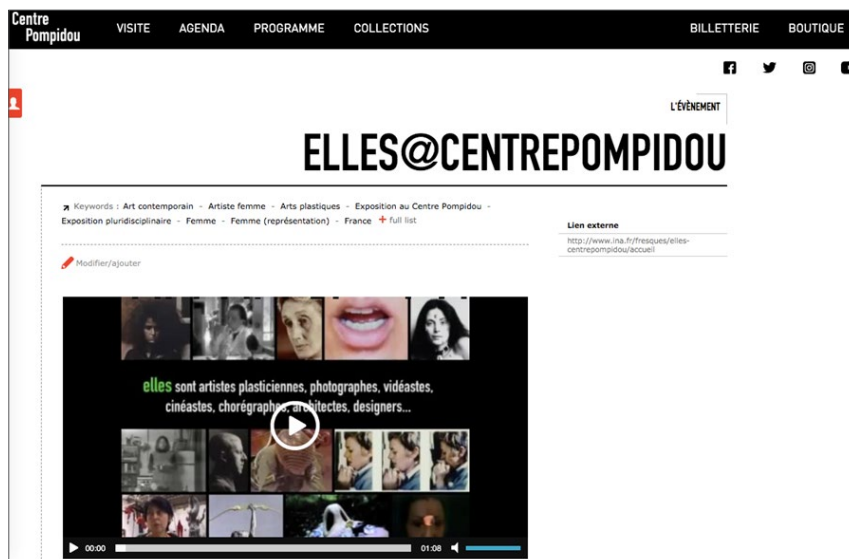 Centre
Pompidou
VISITE AGENDA PROGRAMME COLLECTIONS BILLETTERIE BOUTIQUE
L'ÉVÈNEMENT
ELLES@CENTREPOMPIDOU
Keywords : Art contemporain - Artiste femme - Arts plastiques - Exposition au Centre Pompidou -
Exposition pluridisciplinaire - Femme - Femme (représentation) - France + full list
Modifier/ajouter
Lien externe
http://www.ina.fr/fresques/elles-
centrepompidou/accueil
elles sont artistes plasticiennes, photographes, vidéastes,
cinéastes, chorégraphes, architectes, designers...
00:00 01:08